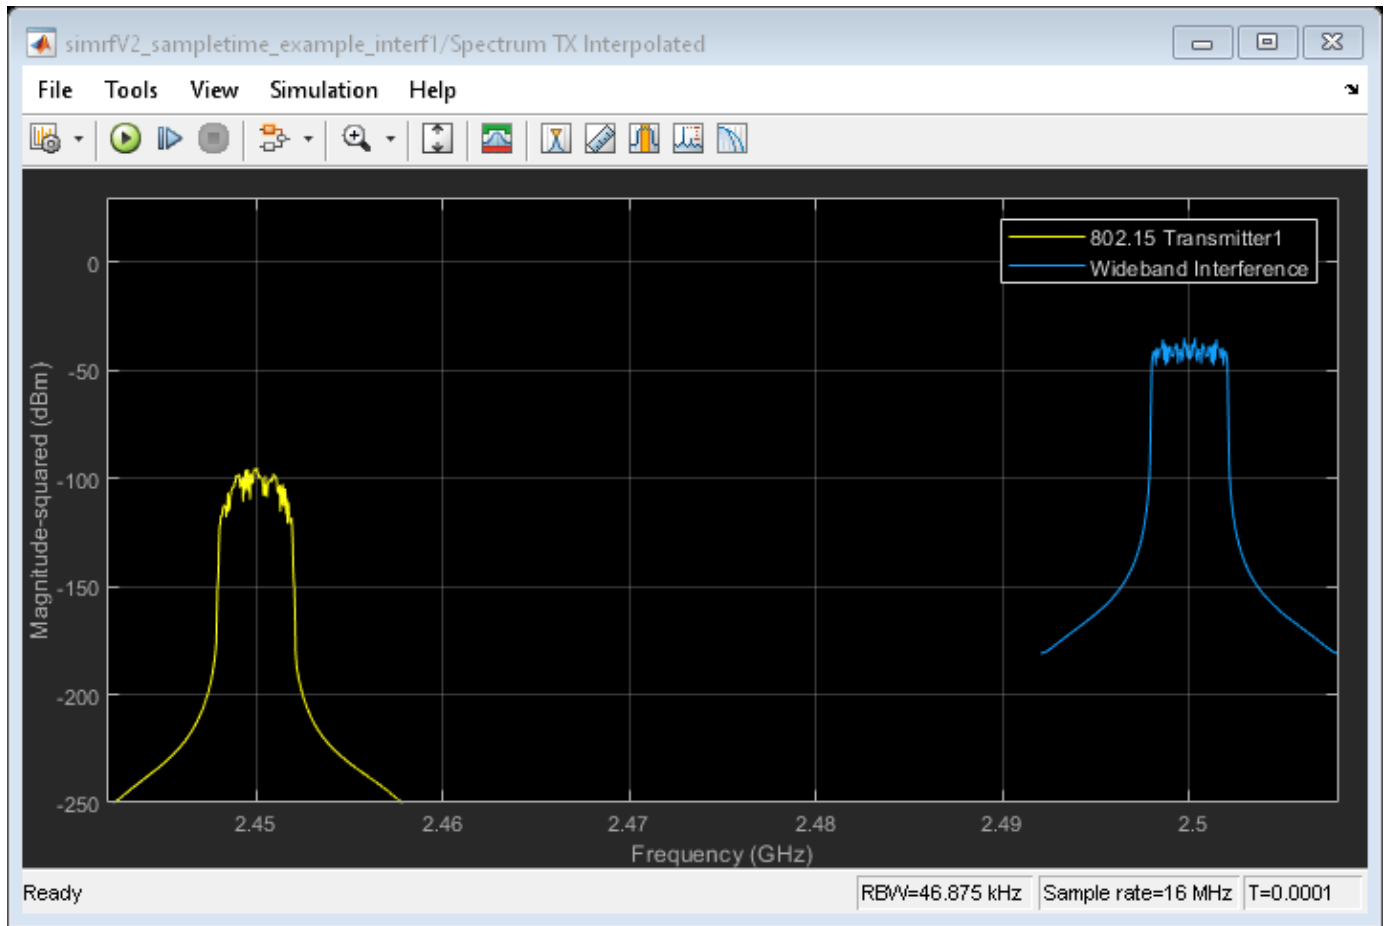 simrfV2_sampletime_example_interf1/Spectrum TX Interpolated
File Tools View Simulation Help
802.15 Transmitter1
Wideband Interference
0
-50
-100
-150
-200
-250
Magnitude-squared (dBm)
2.45 2.46 2.47 2.48 2.49 2.5
Frequency (GHz)
Ready RBW=46.875 kHz Sample rate=16 MHz T=0.0001